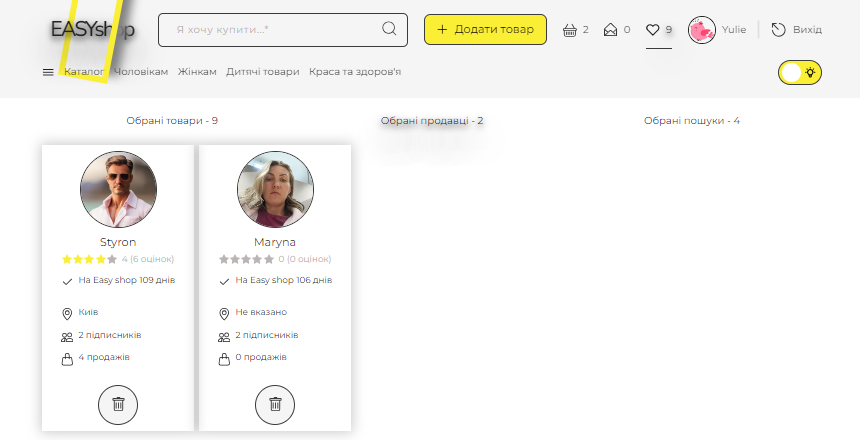 EASYshop
Я хочу купити...*
+ Додати товар
2
0
9
Yulie
Вихід
Каталог
Чоловікам
Жінкам
Дитячі товари
Краса та здоров'я
Обрані товари - 9
Обрані продавці - 2
Обрані пошуки - 4
Styron
4 (6 оцінок)
На Easy shop 109 днів
Київ
2 підписників
4 продажів
Maryna
0 (0 оцінок)
На Easy shop 106 днів
Не вказано
2 підписників
0 продажів